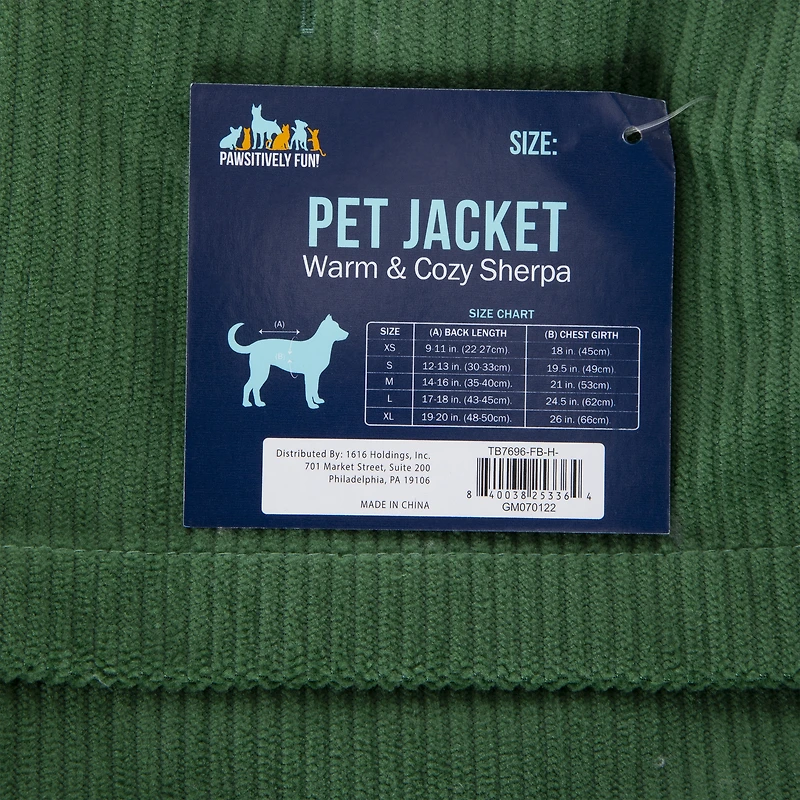 PAWSITIVELY FUN!
SIZE:
PET JACKET
Warm & Cozy Sherpa
SIZE CHART
SIZE (A) BACK LENGTH (B) CHEST GIRTH
XS 9-11 in. (22-27cm). 18 in. (45cm).
S 12-13 in. (30-33cm). 19.5 in. (49cm).
M 14-16 in. (35-40cm). 21 in. (53cm).
L 17-18 in. (43-45cm). 24.5 in. (62cm).
XL 19-20 in. (48-50cm). 26 in. (66cm).
(A)
(B)
Distributed By: 1616 Holdings, Inc.
701 Market Street, Suite 200
Philadelphia, PA 19106
MADE IN CHINA
TB7696-FB-H-
8 40038 25336 4
GM070122